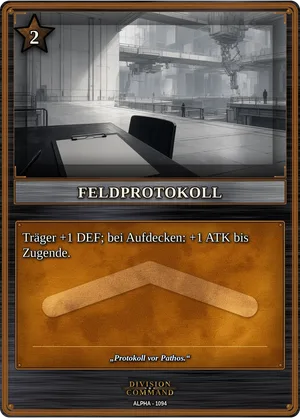 2
FELDPROTOKOLL
Träger +1 DEF; bei Aufdecken: +1 ATK bis
Zugende.
„Protokoll vor Pathos.“
DIVISION
COMMAND
ALPHA - 1094